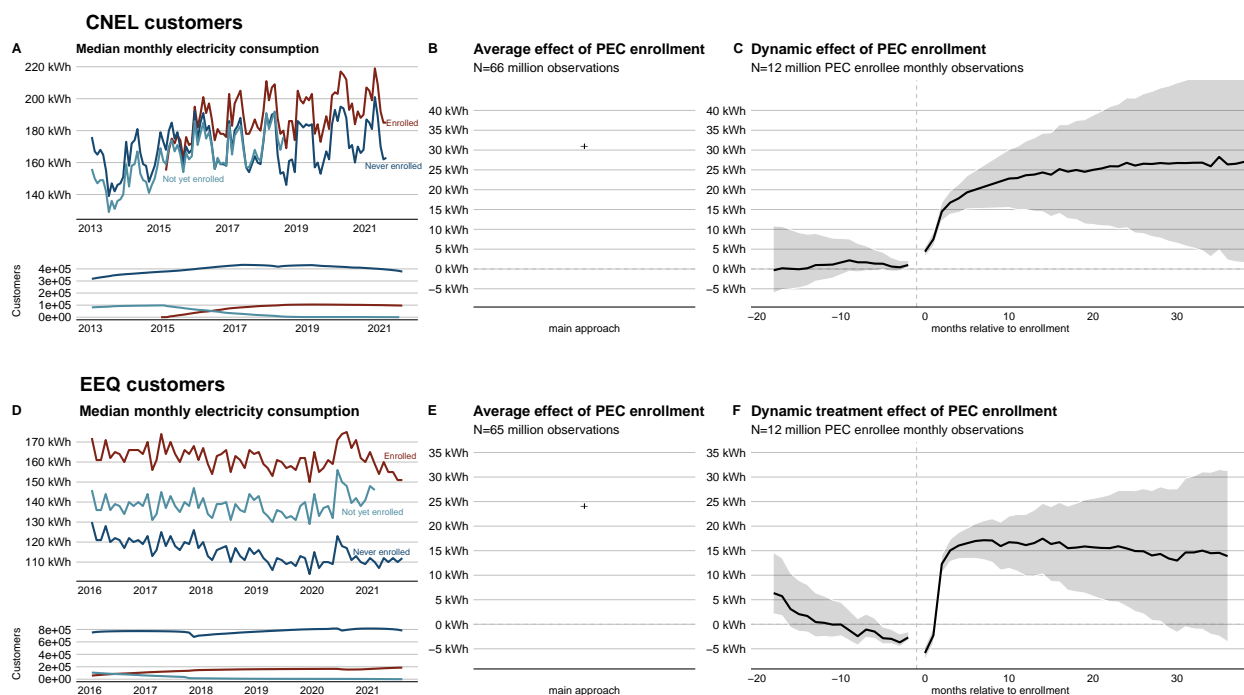 CNEL customers
A
Median monthly electricity consumption
220 kWh
200 kWh
180 kWh
160 kWh
140 kWh
Enrolled
Never enrolled
Not yet enrolled
2013
2015
2017
2019
2021
Customers
4e+05
3e+05
2e+05
1e+05
0e+00
2013
2015
2017
2019
2021
B
Average effect of PEC enrollment
N=66 million observations
40 kWh
35 kWh
30 kWh
25 kWh
20 kWh
15 kWh
10 kWh
5 kWh
0 kWh
−5 kWh
main approach
C
Dynamic effect of PEC enrollment
N=12 million PEC enrollee monthly observations
40 kWh
35 kWh
30 kWh
25 kWh
20 kWh
15 kWh
10 kWh
5 kWh
0 kWh
−5 kWh
−20
−10
0
10
20
30
months relative to enrollment
EEQ customers
D
Median monthly electricity consumption
170 kWh
160 kWh
150 kWh
140 kWh
130 kWh
120 kWh
110 kWh
Enrolled
Not yet enrolled
Never enrolled
2016
2017
2018
2019
2020
2021
Customers
8e+05
6e+05
4e+05
2e+05
0e+00
2016
2017
2018
2019
2020
2021
E
Average effect of PEC enrollment
N=65 million observations
35 kWh
30 kWh
25 kWh
20 kWh
15 kWh
10 kWh
5 kWh
0 kWh
−5 kWh
main approach
F
Dynamic treatment effect of PEC enrollment
N=12 million PEC enrollee monthly observations
35 kWh
30 kWh
25 kWh
20 kWh
15 kWh
10 kWh
5 kWh
0 kWh
−5 kWh
−20
−10
0
10
20
30
months relative to enrollment